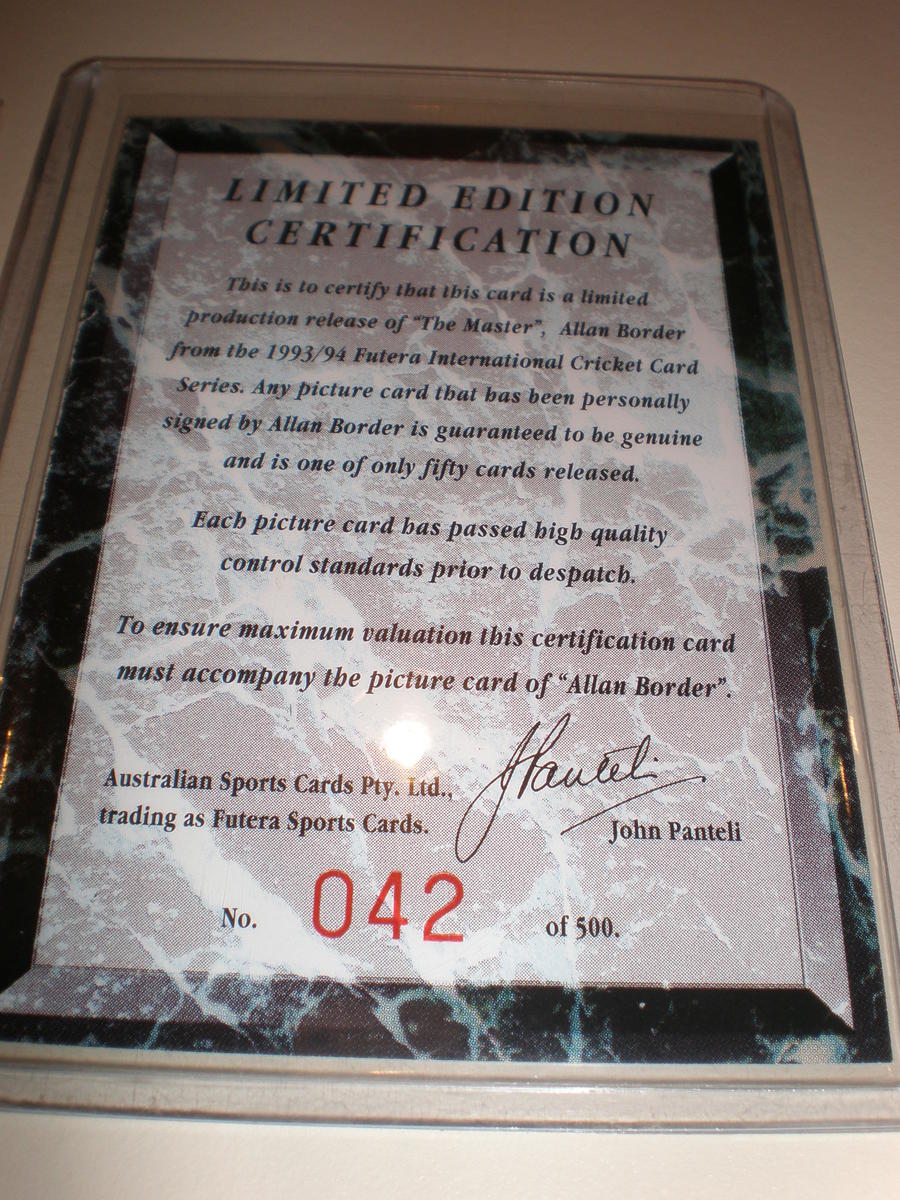 LIMITED EDITION
CERTIFICATION
This is to certify that this card is a limited
production release of "The Master", Allan Border
from the 1993/94 Futera International Cricket Card
Series. Any picture card that has been personally
signed by Allan Border is guaranteed to be genuine
and is one of only fifty cards released.
Each picture card has passed high quality
control standards prior to despatch.
To ensure maximum valuation this certification card
must accompany the picture card of "Allan Border".
Australian Sports Cards Pty. Ltd.,
trading as Futera Sports Cards.
JPanteli
John Panteli
No. 042 of 500.